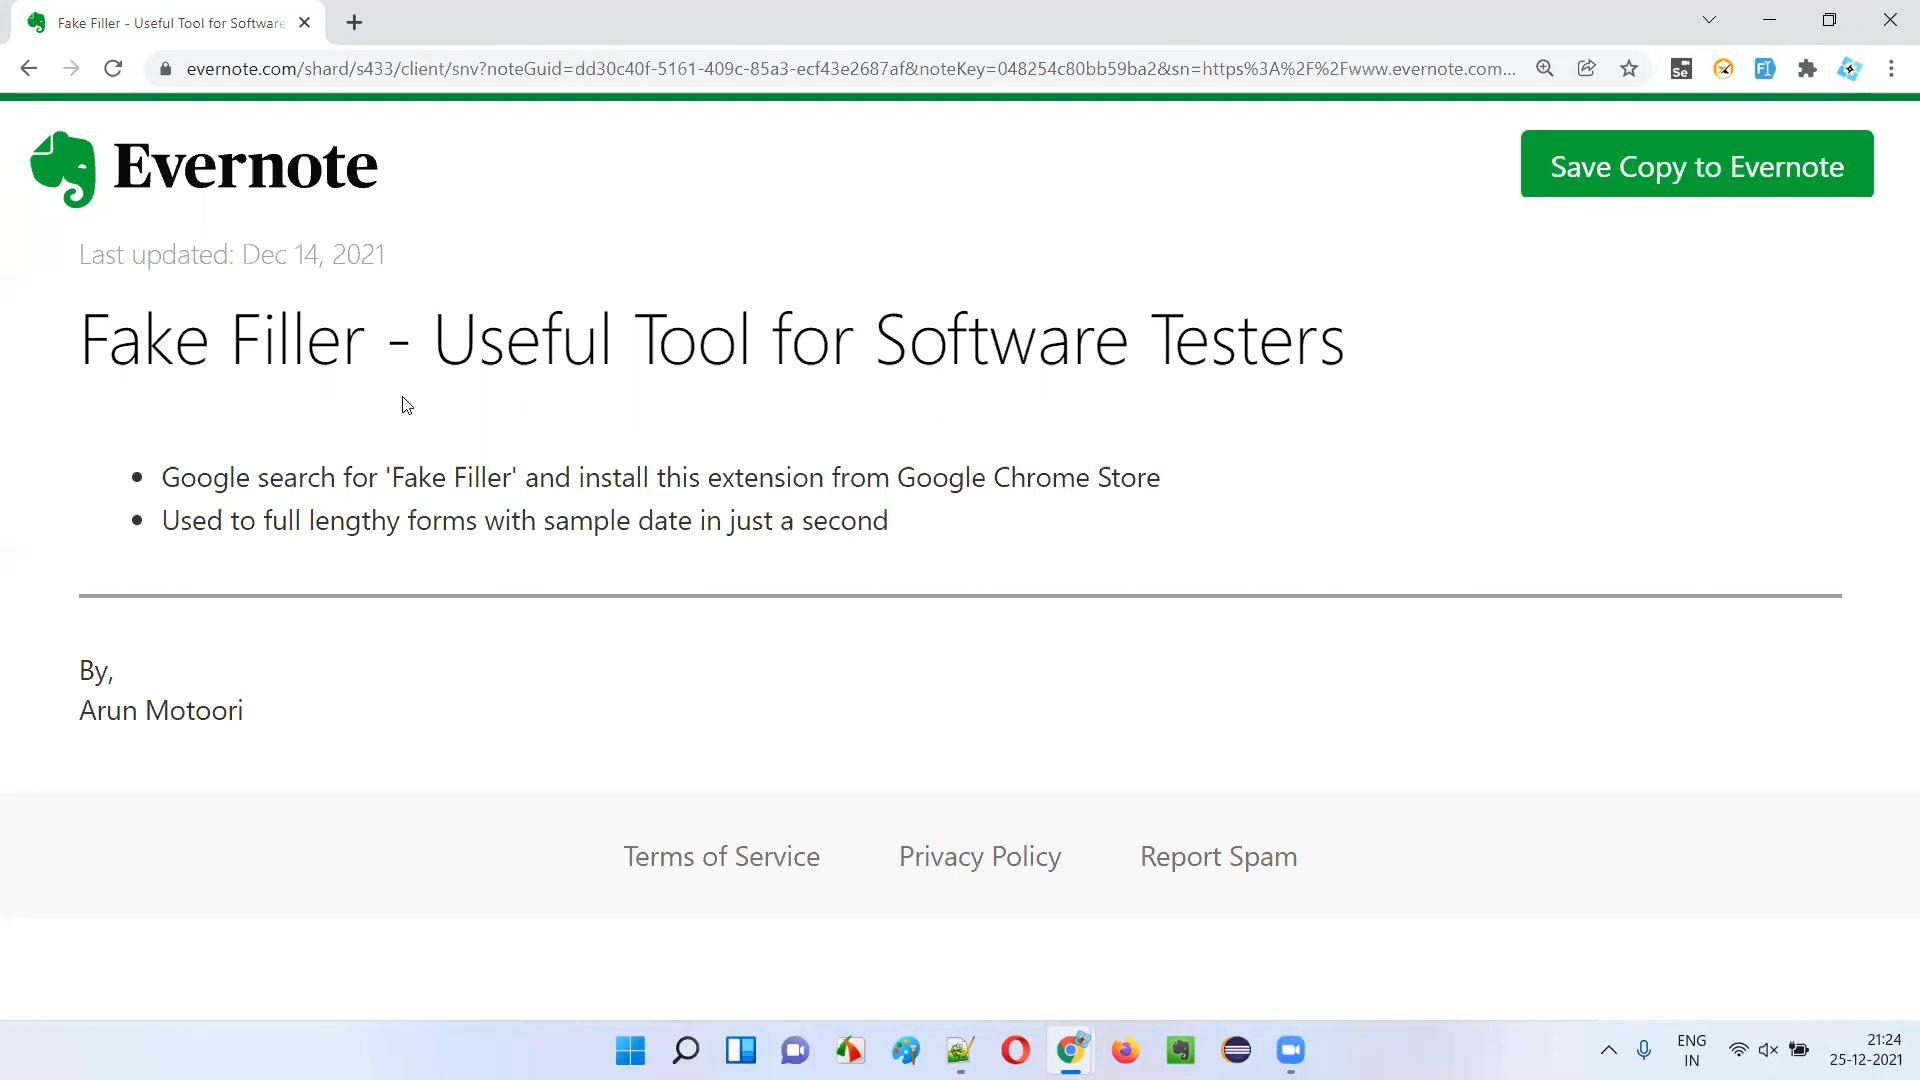 Fake Filler - Useful Tool for Software
evernote.com/shard/s433/client/snv?noteGuid=dd30c40f-5161-409c-85a3-ecf43e2687af&noteKey=048254c80bb59ba2&sn=https%3A%2F%2Fwww.evernote.com...
Se
Evernote
Save Copy to Evernote
Last updated: Dec 14, 2021
Fake Filler - Useful Tool for Software Testers
• Google search for 'Fake Filler' and install this extension from Google Chrome Store
• Used to full lengthy forms with sample date in just a second
By,
Arun Motoori
Terms of Service Privacy Policy Report Spam
ENG
IN
21:24
25-12-2021